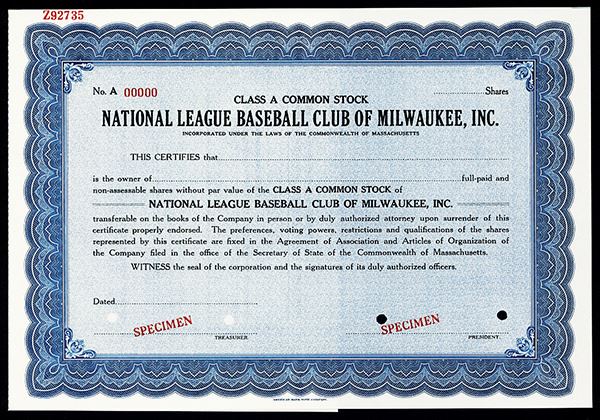 Z92735
No. A 00000 Shares
CLASS A COMMON STOCK
NATIONAL LEAGUE BASEBALL CLUB OF MILWAUKEE, INC.
INCORPORATED UNDER THE LAWS OF THE COMMONWEALTH OF MASSACHUSETTS
THIS CERTIFIES that
is the owner of full-paid and
non-assessable shares without par value of the CLASS A COMMON STOCK of
NATIONAL LEAGUE BASEBALL CLUB OF MILWAUKEE, INC.
transferable on the books of the Company in person or by duly authorized attorney upon surrender of this
certificate properly endorsed. The preferences, voting powers, restrictions and qualifications of the shares
represented by this certificate are fixed in the Agreement of Association and Articles of Organization of
the Company filed in the office of the Secretary of State of the Commonwealth of Massachusetts.
WITNESS the seal of the corporation and the signatures of its duly authorized officers.
Dated
SPECIMEN SPECIMEN
TREASURER. PRESIDENT.